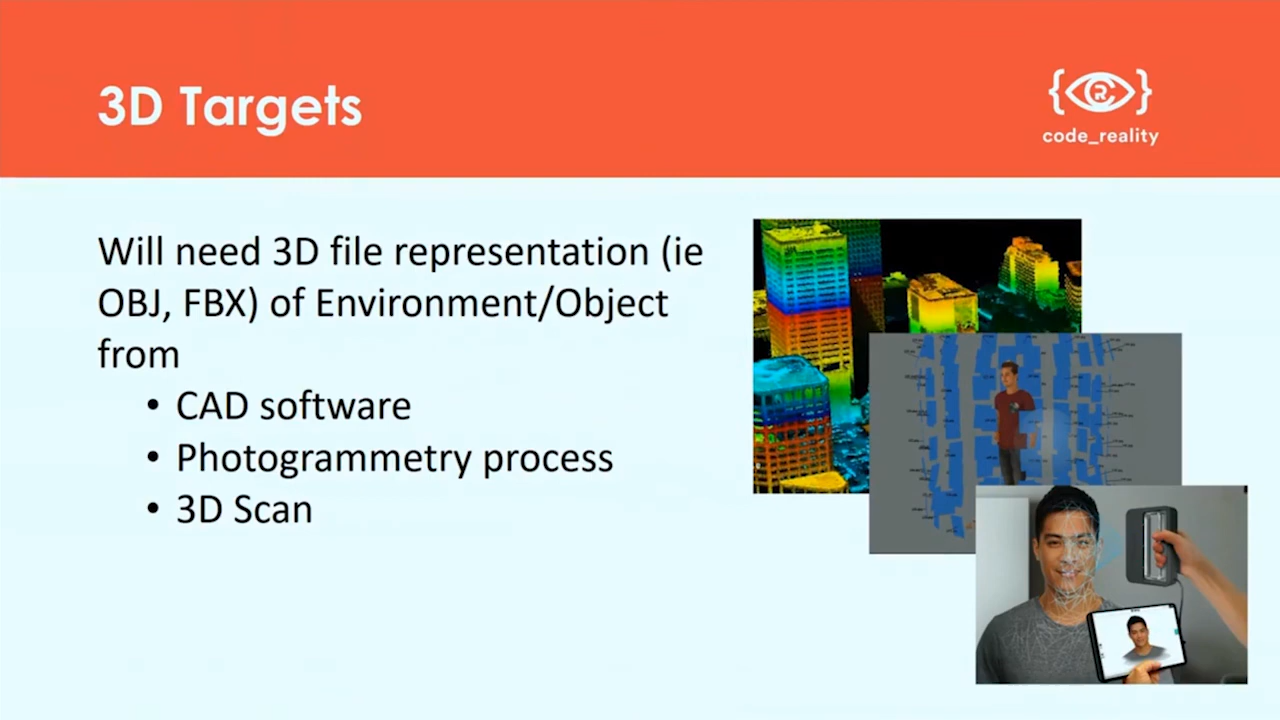 3D Targets
code_reality
Will need 3D file representation (ie
OBJ, FBX) of Environment/Object
from
• CAD software
• Photogrammetry process
• 3D Scan